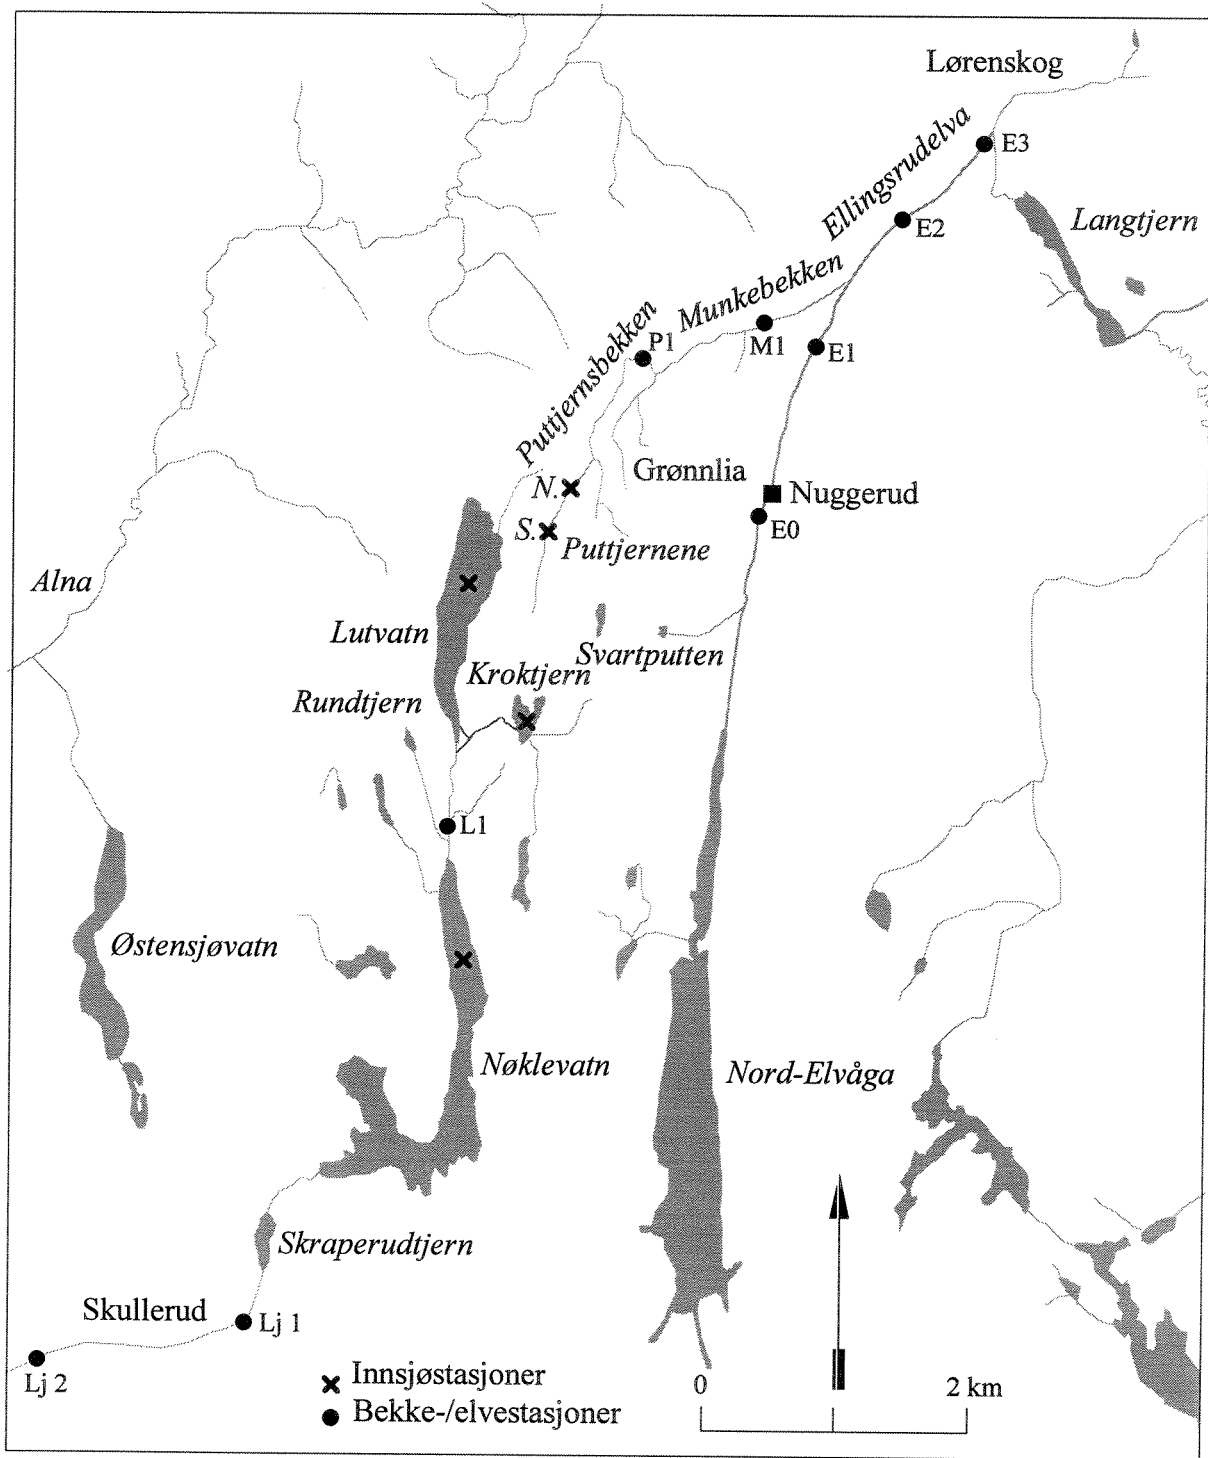 Lørenskog
E3
Ellingsrudelva
E2
Langtjern
Munkebekken
Puttjernsbekken
P1
M1
E1
Grønnlia
N.
Nuggerud
S.
E0
Puttjernene
Alna
Lutvatn
Svartputten
Kroktjern
Rundtjern
L1
Østensjøvatn
Nøklevatn
Nord-Elvåga
Skraperudtjern
Skullerud
Lj 1
Lj 2
Innsjøstasjoner
Bekke-/elvestasjoner
0 2 km